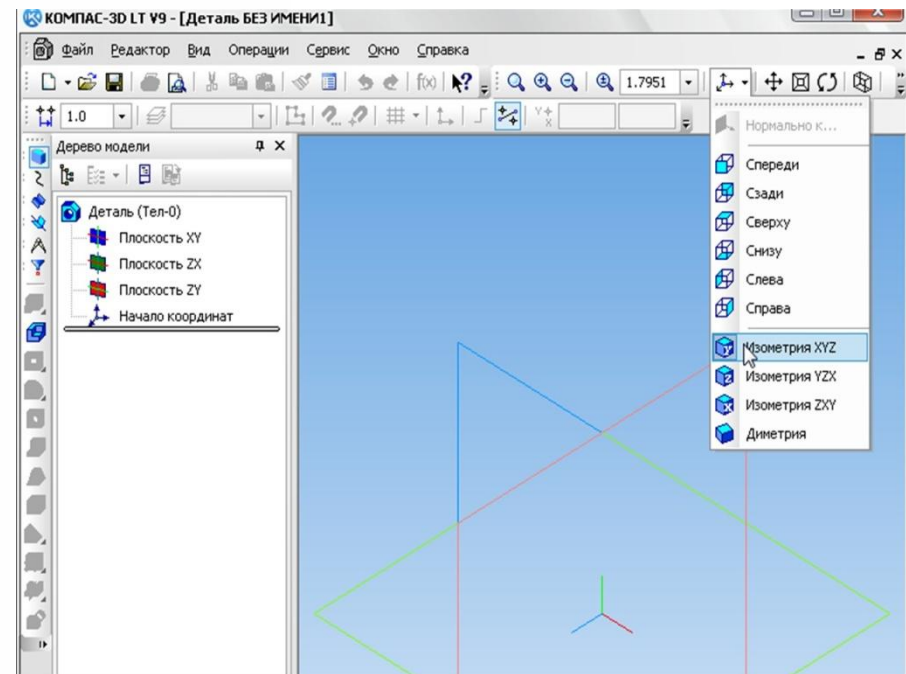 КОМПАС-3D LT V9 - [Деталь БЕЗ ИМЕНИ1]
Файл Редактор Вид Операции Сервис Окно Справка
f(x) 1.7951
1.0
Дерево модели
Нормально к...
Деталь (Тел-0)
Плоскость XY
Плоскость ZX
Плоскость ZY
Начало координат
Спереди
Сзади
Сверху
Снизу
Слева
Справа
Изометрия XYZ
Изометрия YZX
Изометрия ZXY
Диметрия